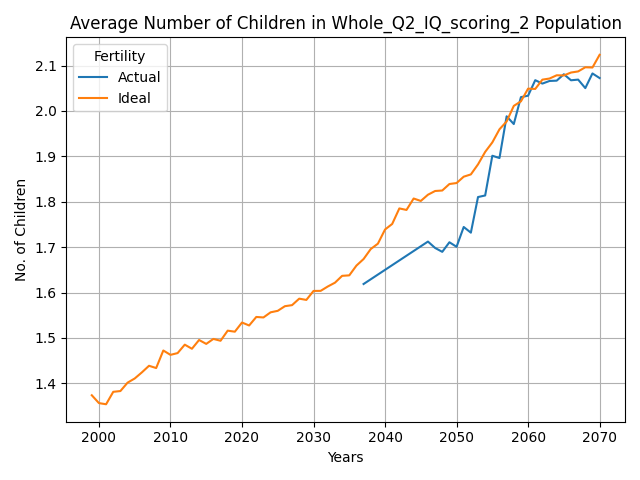 Average Number of Children in Whole_Q2_IQ_scoring_2 Population
Fertility
Actual
Ideal
No. of Children
2.1
2.0
1.9
1.8
1.7
1.6
1.5
1.4
2000 2010 2020 2030 2040 2050 2060 2070
Years